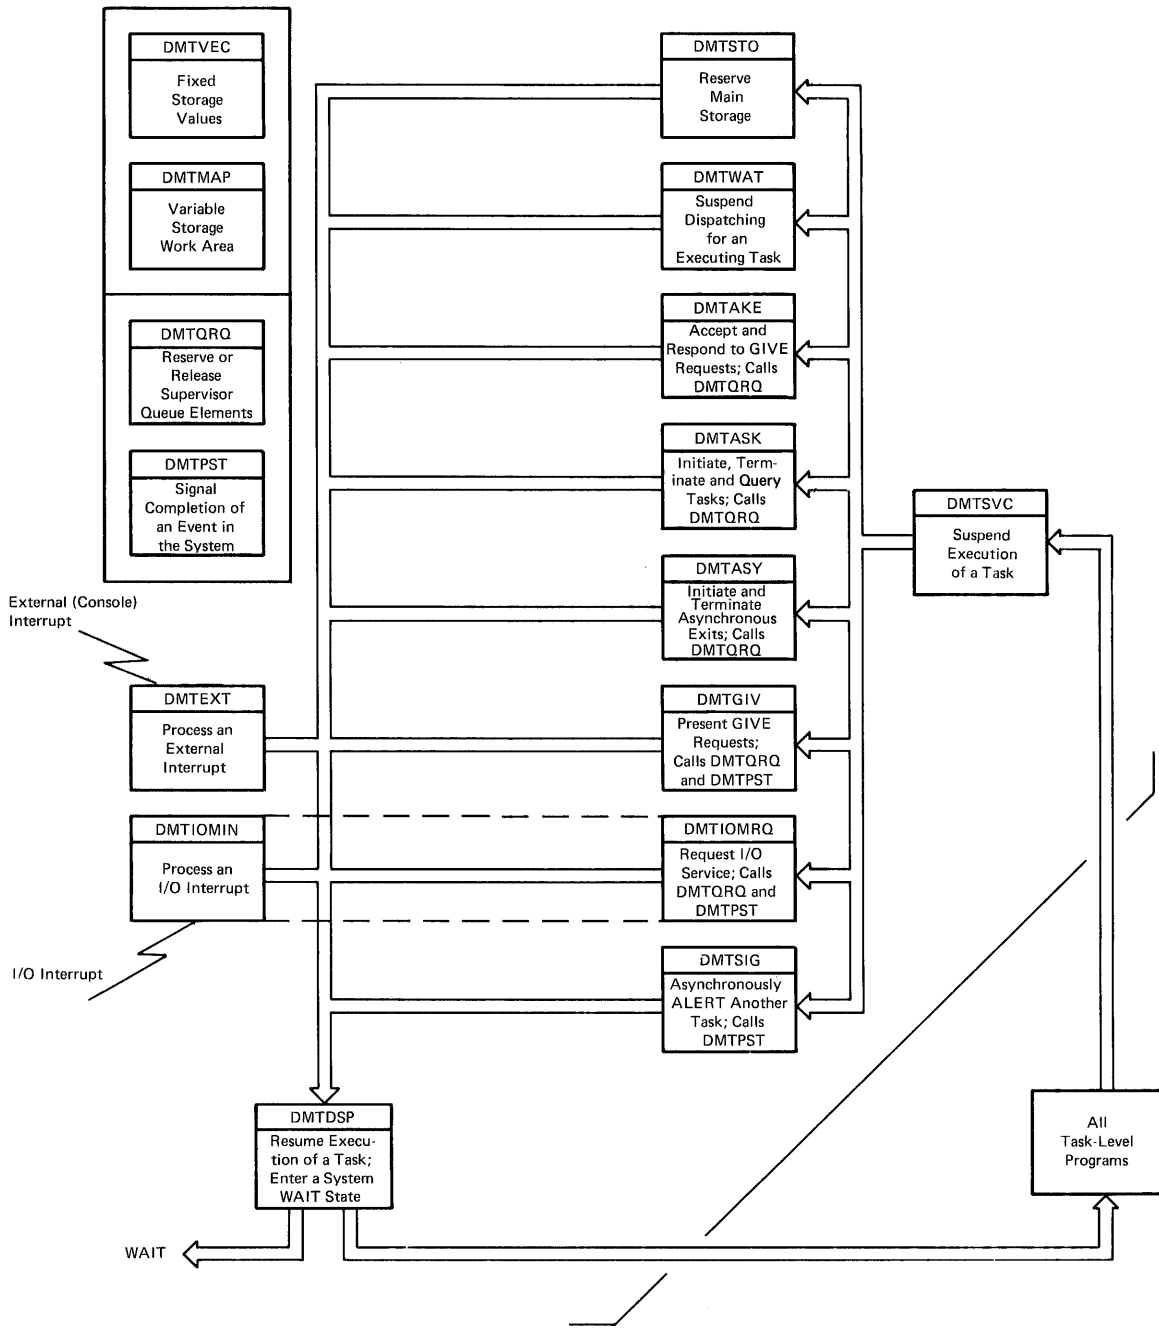 DMTVEC
Fixed
Storage
Values
DMTMAP
Variable
Storage
Work Area
DMTQRQ
Reserve or
Release
Supervisor
Queue Elements
DMTPST
Signal
Completion of
an Event in
the System
External (Console)
Interrupt
DMTEXT
Process an
External
Interrupt
DMTIOMIN
Process an
I/O Interrupt
I/O Interrupt
DMTSTO
Reserve
Main
Storage
DMTWAT
Suspend
Dispatching
for an
Executing Task
DMTAKE
Accept and
Respond to GIVE
Requests; Calls
DMTQRQ
DMTASK
Initiate, Term-
inate and Query
Tasks; Calls
DMTQRQ
DMTASY
Initiate and
Terminate
Asynchronous
Exits; Calls
DMTQRQ
DMTGIV
Present GIVE
Requests;
Calls DMTQRQ
and DMTPST
DMTIOMRQ
Request I/O
Service; Calls
DMTQRQ and
DMTPST
DMTSIG
Asynchronously
ALERT Another
Task; Calls
DMTPST
DMTSVC
Suspend
Execution
of a Task
DMTDSP
Resume Execu-
tion of a Task;
Enter a System
WAIT State
WAIT
All
Task-Level
Programs